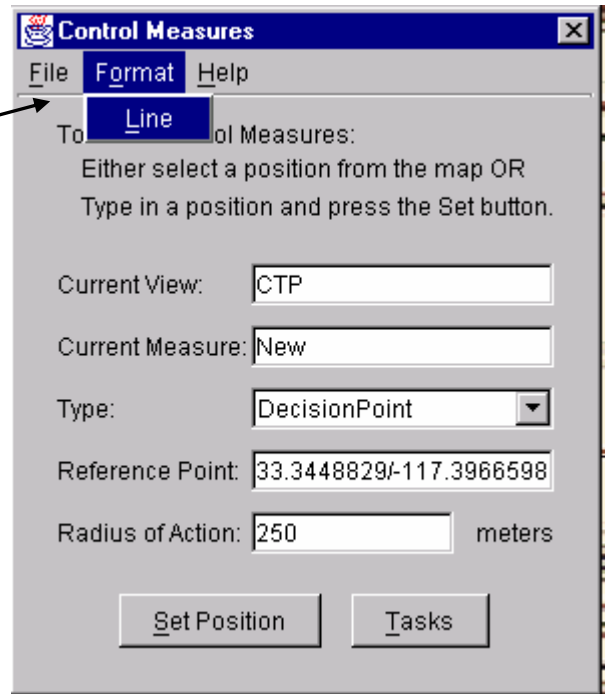 Control Measures
File Format Help
Line
To ol Measures:
Either select a position from the map OR
Type in a position and press the Set button.
Current View: CTP
Current Measure: New
Type: DecisionPoint
Reference Point: 33.3448829/-117.3966598
Radius of Action: 250 meters
Set Position Tasks